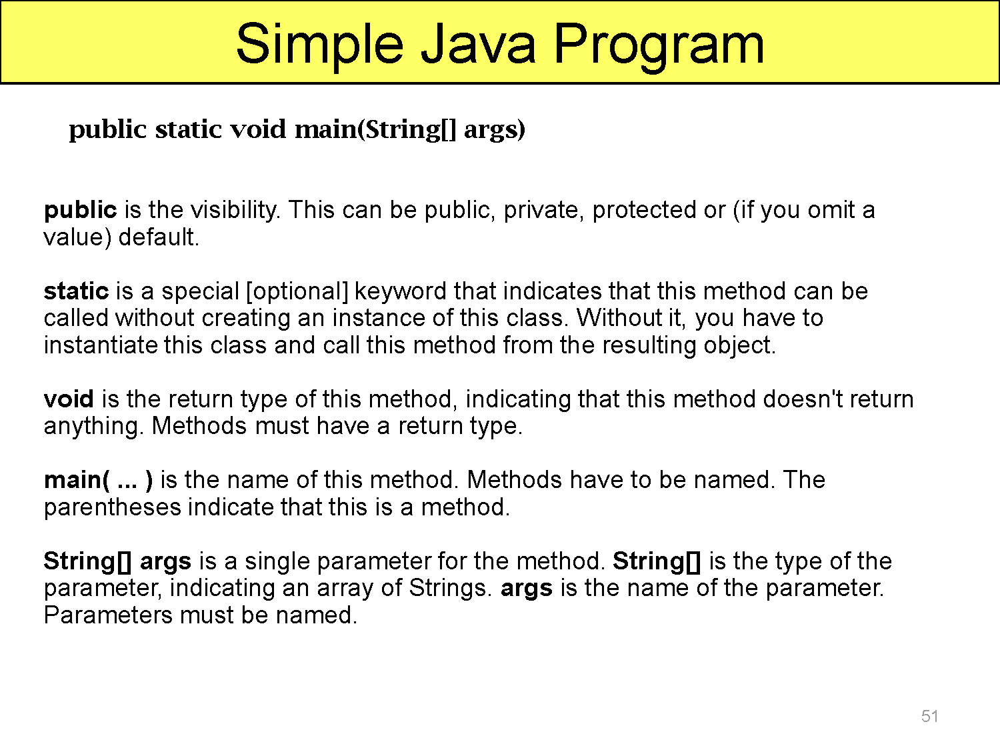 Simple Java Program
public static void main(String[] args)
public is the visibility. This can be public, private, protected or (if you omit a
value) default.
static is a special [optional] keyword that indicates that this method can be
called without creating an instance of this class. Without it, you have to
instantiate this class and call this method from the resulting object.
void is the return type of this method, indicating that this method doesn't return
anything. Methods must have a return type.
main( ... ) is the name of this method. Methods have to be named. The
parentheses indicate that this is a method.
String[] args is a single parameter for the method. String[] is the type of the
parameter, indicating an array of Strings. args is the name of the parameter.
Parameters must be named.
51